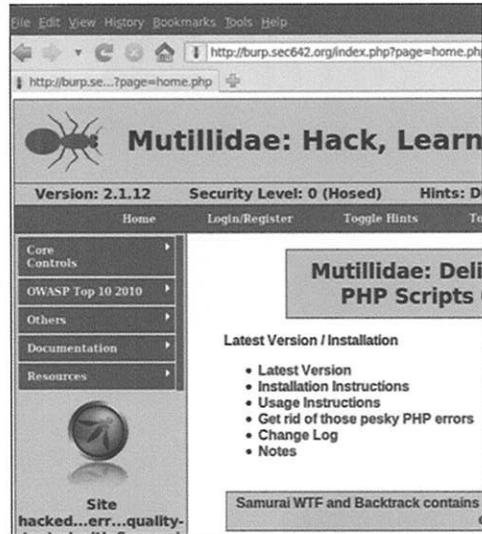 File Edit View History Bookmarks Tools Help
http://burp.sec642.org/index.php?page=home.ph
http://burp.se...?page=home.php
Mutillidae: Hack, Learn
Version: 2.1.12 Security Level: 0 (Hosed) Hints: D
Home Login/Register Toggle Hints To
Core
Controls
OWASP Top 10 2010
Others
Documentation
Resources
Site
hacked...err...quality-
Mutillidae: Deli
PHP Scripts
Latest Version / Installation
Latest Version
Installation Instructions
Usage Instructions
Get rid of those pesky PHP errors
Change Log
Notes
Samurai WTF and Backtrack contains